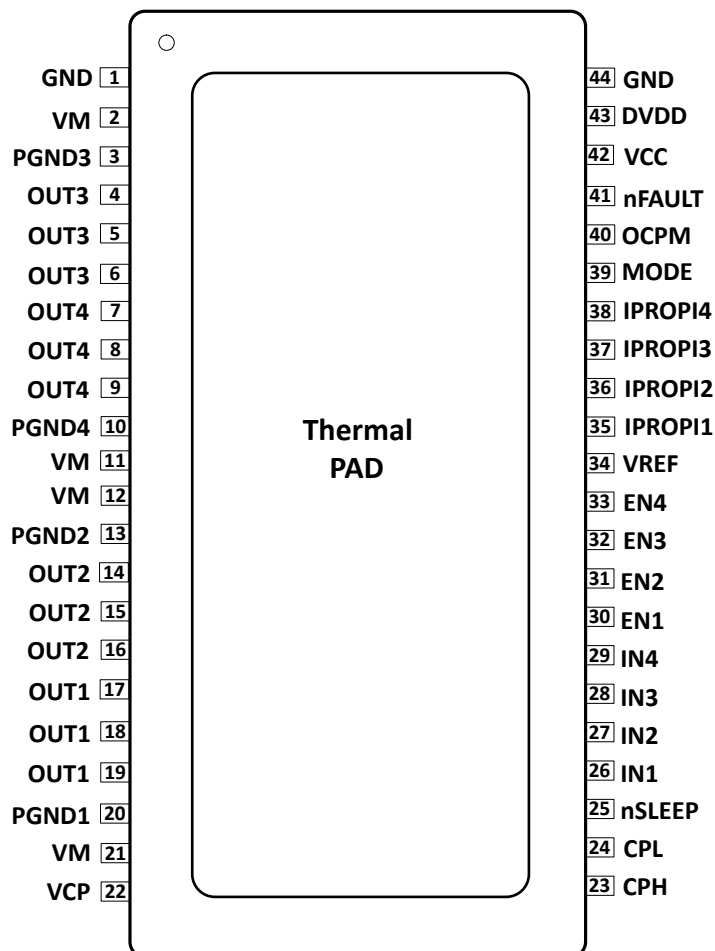 GND 1
VM 2
PGND3 3
OUT3 4
OUT3 5
OUT3 6
OUT4 7
OUT4 8
OUT4 9
PGND4 10
VM 11
VM 12
PGND2 13
OUT2 14
OUT2 15
OUT2 16
OUT1 17
OUT1 18
OUT1 19
PGND1 20
VM 21
VCP 22
Thermal
PAD
44 GND
43 DVDD
42 VCC
41 nFAULT
40 OCPM
39 MODE
38 IPROPI4
37 IPROPI3
36 IPROPI2
35 IPROPI1
34 VREF
33 EN4
32 EN3
31 EN2
30 EN1
29 IN4
28 IN3
27 IN2
26 IN1
25 nSLEEP
24 CPL
23 CPH